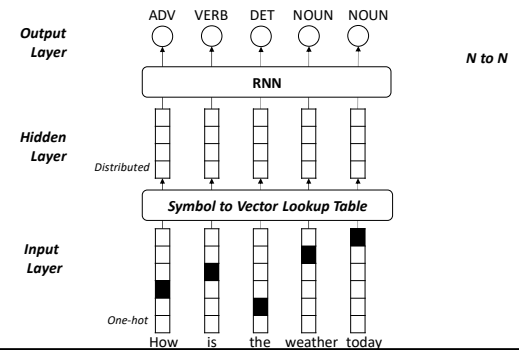 ADV VERB DET NOUN NOUN
Output
Layer
N to N
RNN
Hidden
Layer
Distributed
Symbol to Vector Lookup Table
Input
Layer
One-hot
How is the weather today